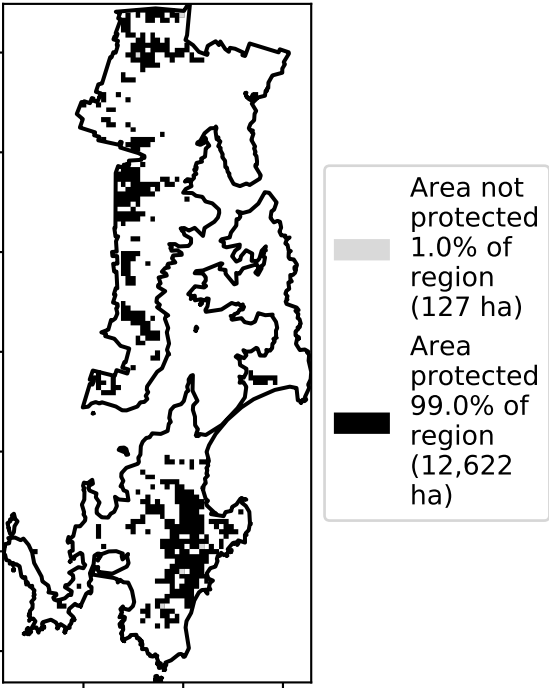 Area not
protected
1.0% of
region
(127 ha)
Area
protected
99.0% of
region
(12,622
ha)